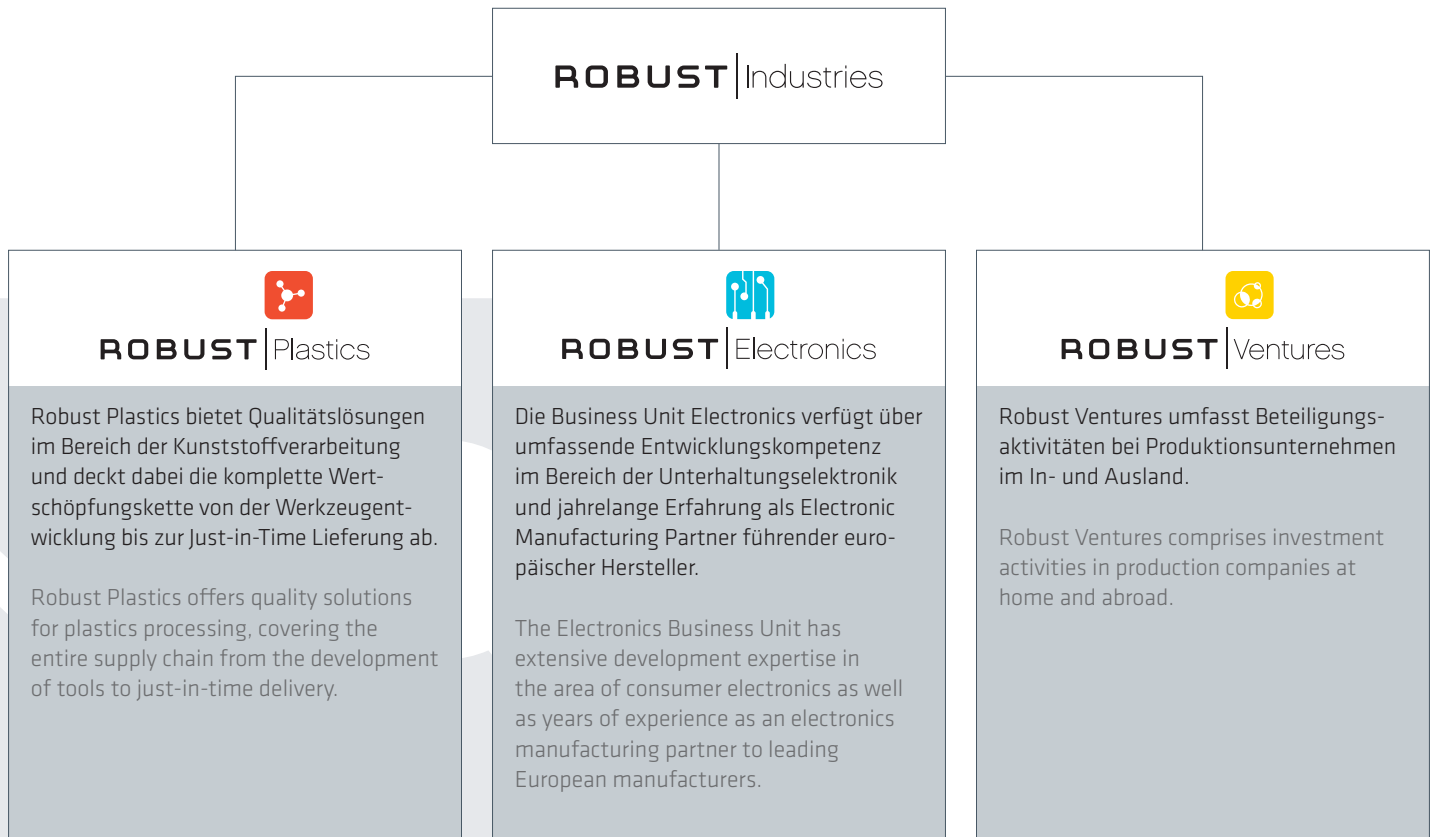 ROBUST | Industries
ROBUST | Plastics
Robust Plastics bietet Qualitätslösungen
im Bereich der Kunststoffverarbeitung
und deckt dabei die komplette Wert-
schöpfungskette von der Werkzeugent-
wicklung bis zur Just-in-Time Lieferung ab.
Robust Plastics offers quality solutions
for plastics processing, covering the
entire supply chain from the development
of tools to just-in-time delivery.
ROBUST | Electronics
Die Business Unit Electronics verfügt über
umfassende Entwicklungskompetenz
im Bereich der Unterhaltungselektronik
und jahrelange Erfahrung als Electronic
Manufacturing Partner führender euro-
päischer Hersteller.
The Electronics Business Unit has
extensive development expertise in
the area of consumer electronics as well
as years of experience as an electronics
manufacturing partner to leading
European manufacturers.
ROBUST | Ventures
Robust Ventures umfasst Beteiligungs-
aktivitäten bei Produktionsunternehmen
im In- und Ausland.
Robust Ventures comprises investment
activities in production companies at
home and abroad.